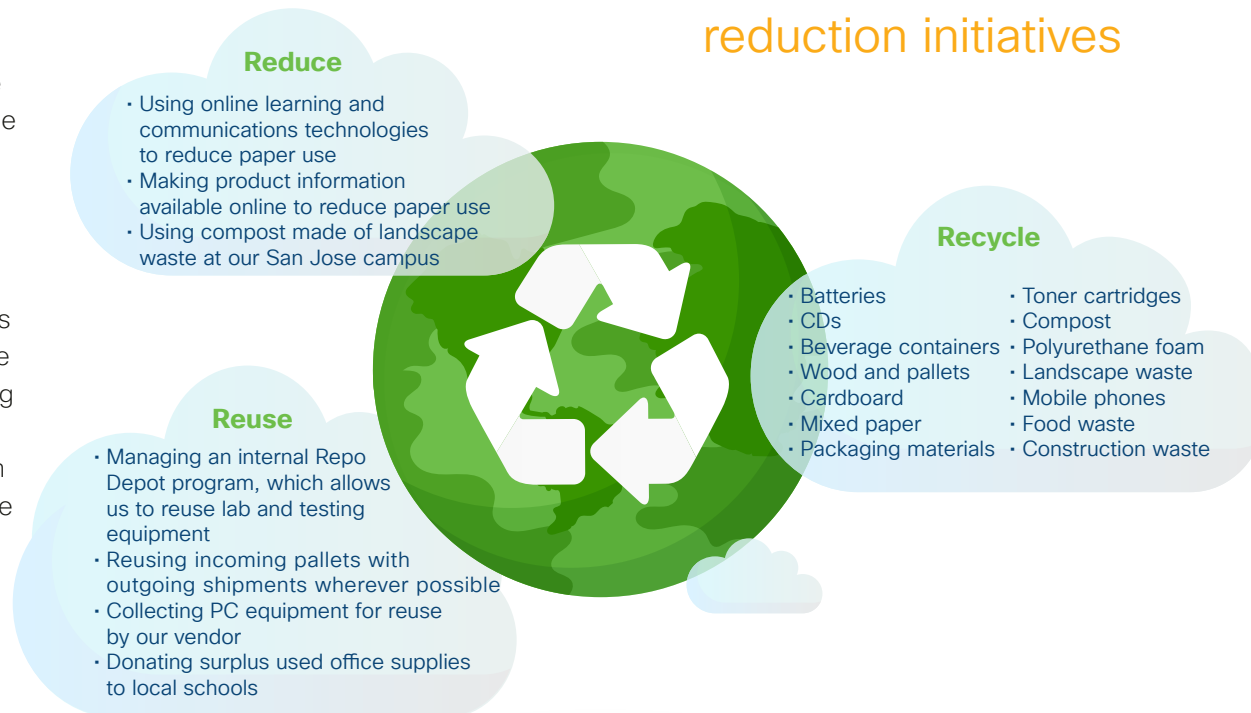 reduction initiatives
Reduce
· Using online learning and
communications technologies
to reduce paper use
· Making product information
available online to reduce paper use
· Using compost made of landscape
waste at our San Jose campus
Recycle
· Batteries
· CDs
· Beverage containers
· Wood and pallets
· Cardboard
· Mixed paper
· Packaging materials
· Toner cartridges
· Compost
· Polyurethane foam
· Landscape waste
· Mobile phones
· Food waste
· Construction waste
Reuse
· Managing an internal Repo
Depot program, which allows
us to reuse lab and testing
equipment
· Reusing incoming pallets with
outgoing shipments wherever possible
· Collecting PC equipment for reuse
by our vendor
· Donating surplus used office supplies
to local schools